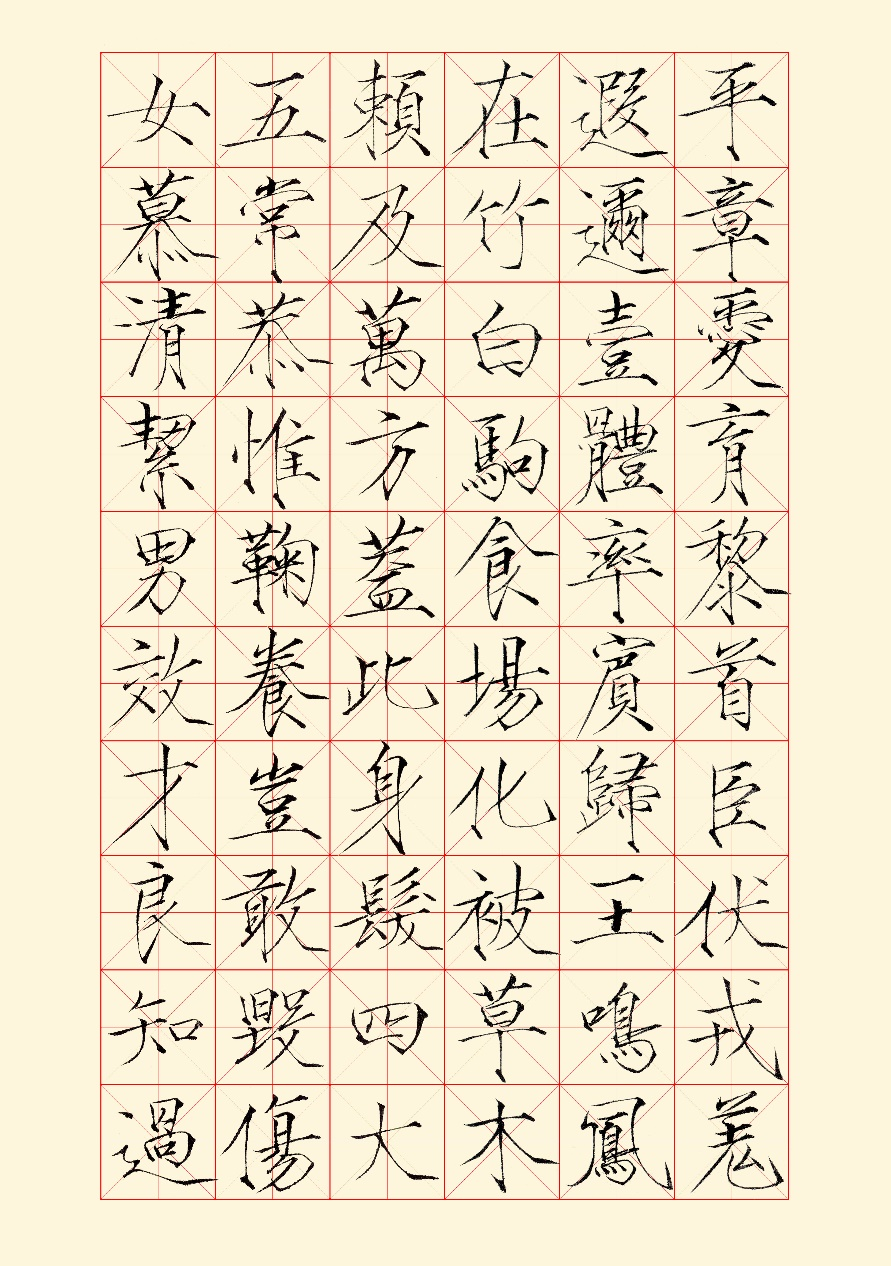 平章愛育黎首臣伏戎羌
遐邇壹體率賓歸王鳴鳳
在竹白駒食場化被草木
賴及萬方蓋此身髮四大
五常恭惟鞠養豈敢毀傷
女慕清絜男效才良知過